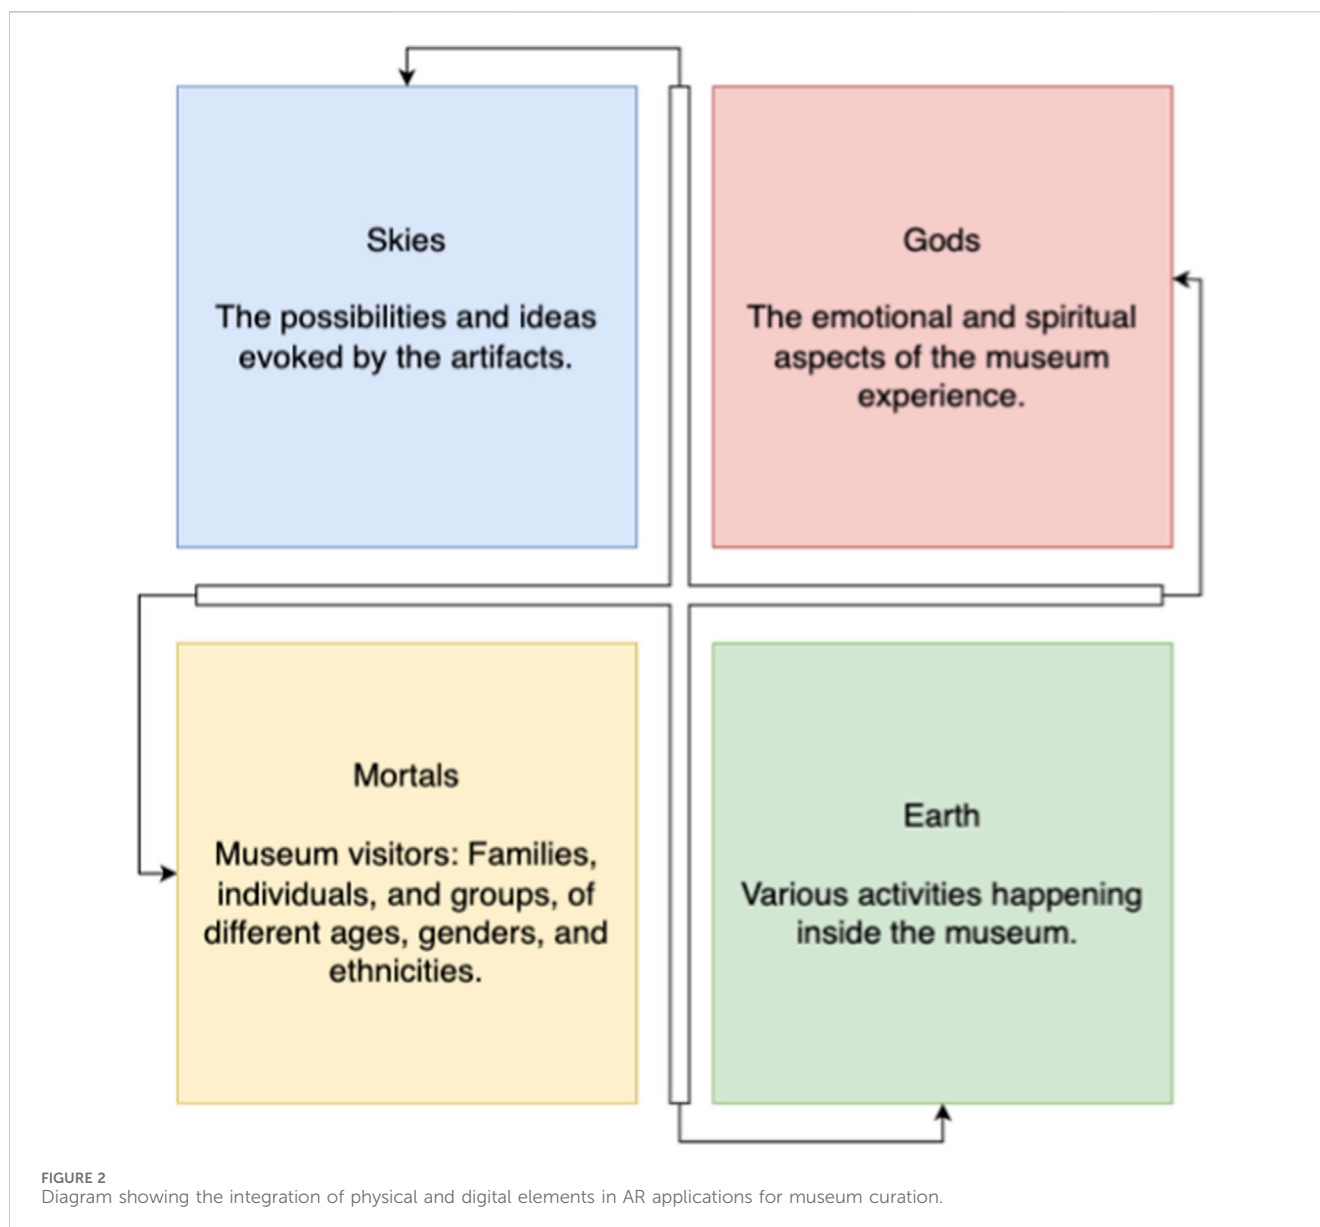 Skies
The possibilities and ideas
evoked by the artifacts.
Gods
The emotional and spiritual
aspects of the museum
experience.
Mortals
Museum visitors: Families,
individuals, and groups, of
different ages, genders, and
ethnicities.
Earth
Various activities happening
inside the museum.
FIGURE 2
Diagram showing the integration of physical and digital elements in AR applications for museum curation.